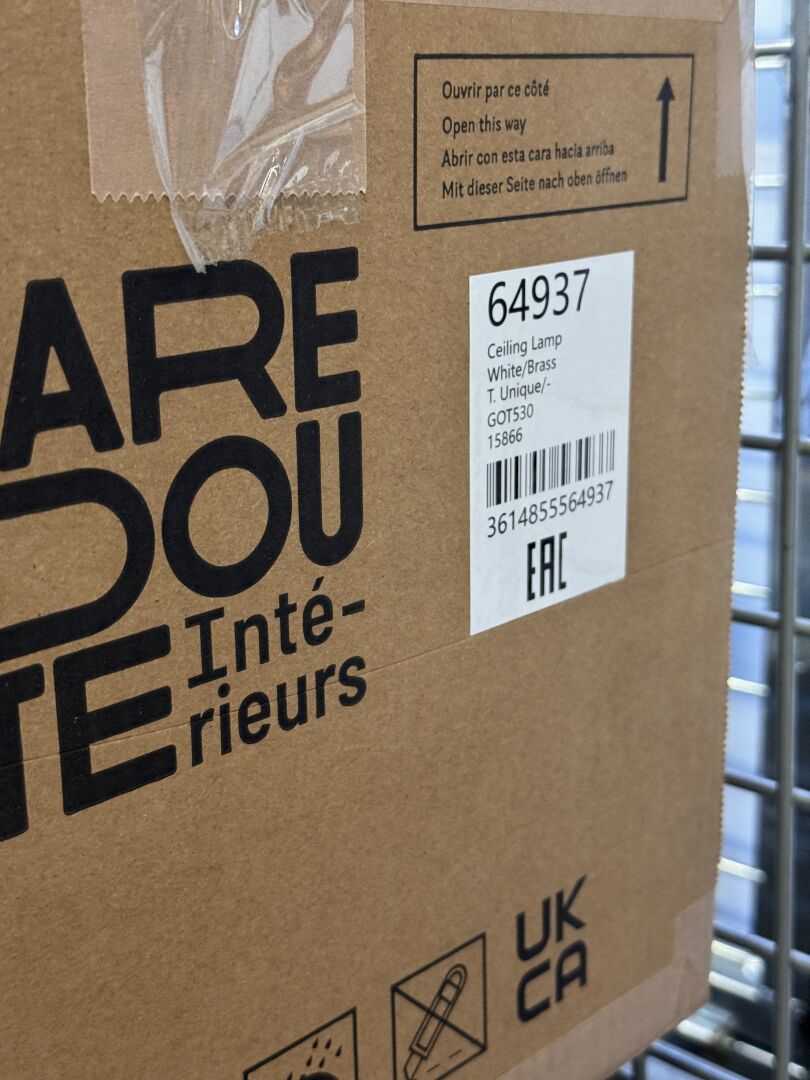 Ouvrir par ce côté
Open this way
Abrir con esta cara hacia arriba
Mit dieser Seite nach oben öffnen
ARE
DOU
TE Inté-
rieurs
64937
Ceiling Lamp
White/Brass
T. Unique/-
GOT530
15866
3614855564937
EAC
UK
CA